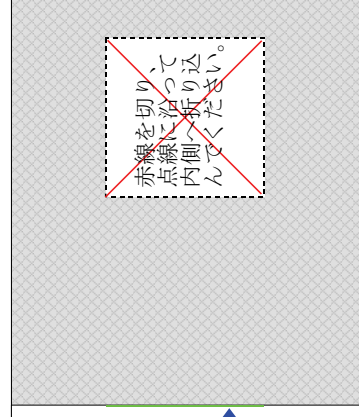 赤線を切り、
点線に沿って
内側へ折り込
んでください。